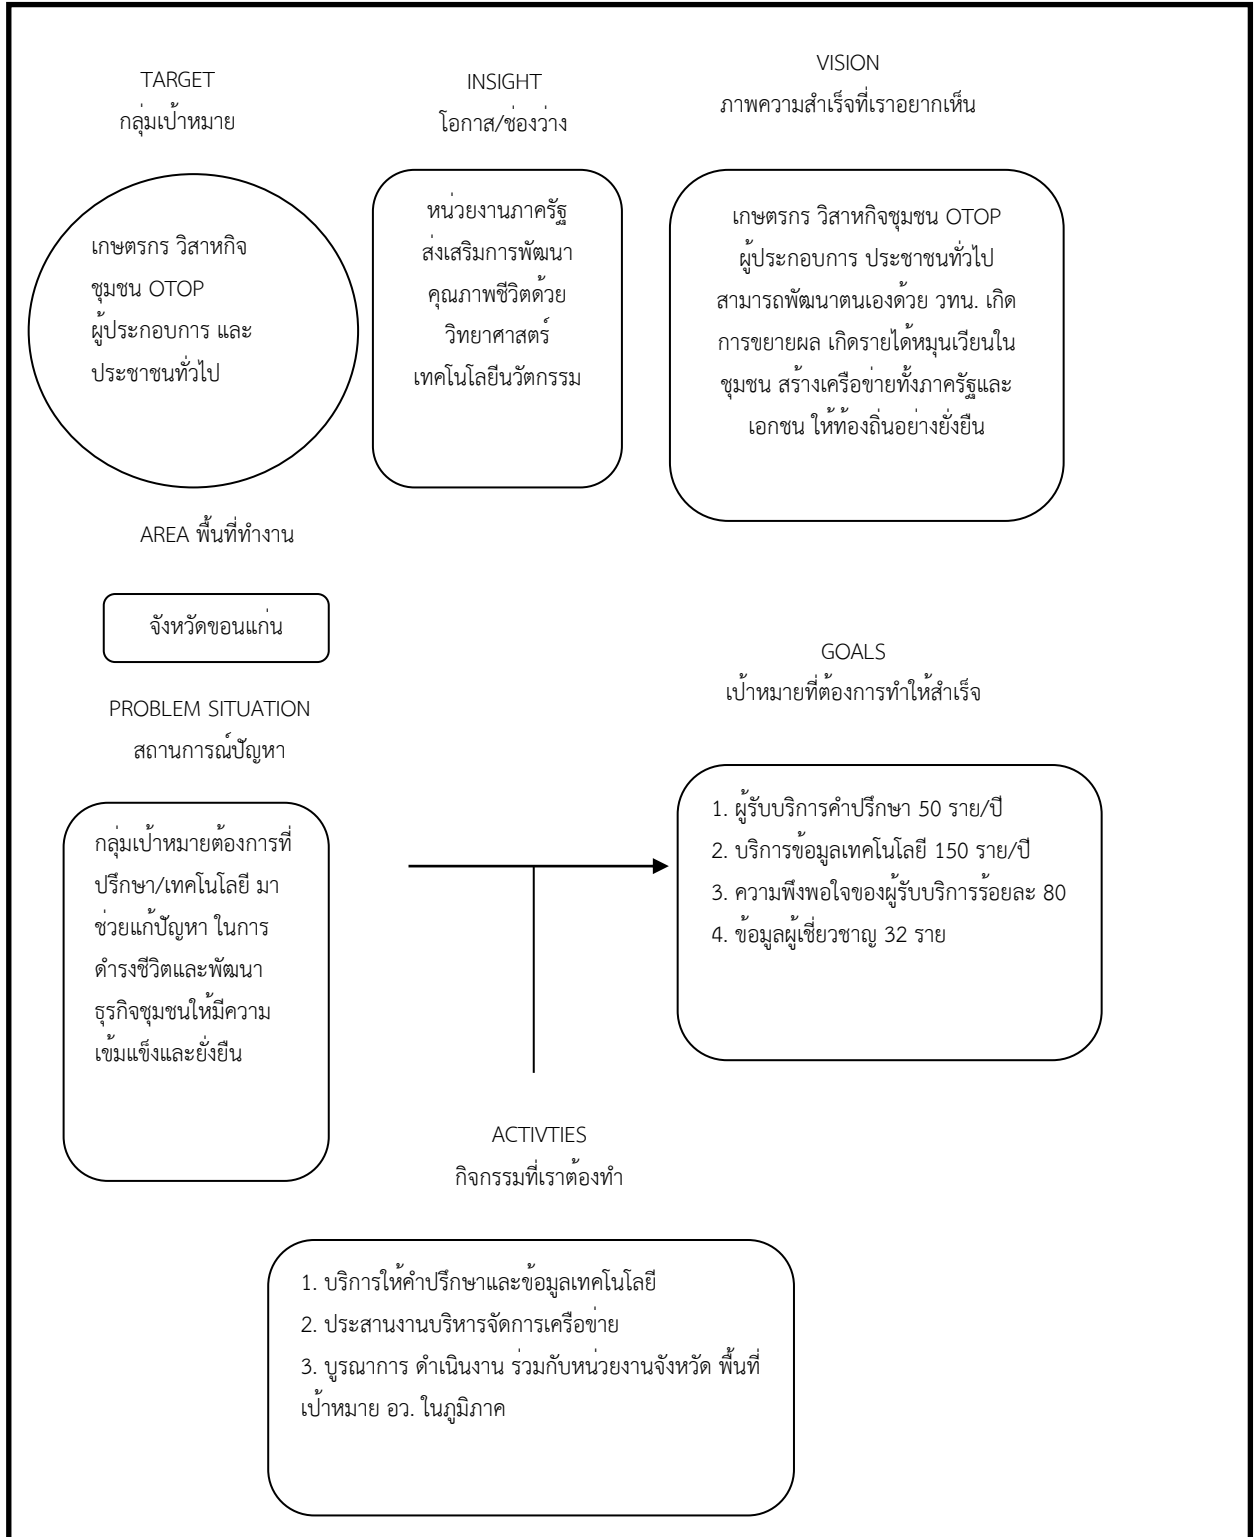 TARGET
กลุ่มเป้าหมาย
เกษตรกร วิสาหกิจ
ชุมชน OTOP
ผู้ประกอบการ และ
ประชาชนทั่วไป
INSIGHT
โอกาส/ช่องว่าง
หน่วยงานภาครัฐ
ส่งเสริมการพัฒนา
คุณภาพชีวิตด้วย
วิทยาศาสตร์
เทคโนโลยีนวัตกรรม
VISION
ภาพความสำเร็จที่เราอยากเห็น
เกษตรกร วิสาหกิจชุมชน OTOP
ผู้ประกอบการ ประชาชนทั่วไป
สามารถพัฒนาตนเองด้วย วทน. เกิด
การขยายผล เกิดรายได้หมุนเวียนใน
ชุมชน สร้างเครือข่ายทั้งภาครัฐและ
เอกชน ให้ท้องถิ่นอย่างยั่งยืน
AREA พื้นที่ทำงาน
จังหวัดขอนแก่น
PROBLEM SITUATION
สถานการณ์ปัญหา
กลุ่มเป้าหมายต้องการที่
ปรึกษา/เทคโนโลยี มา
ช่วยแก้ปัญหา ในการ
ดำรงชีวิตและพัฒนา
ธุรกิจชุมชนให้มีความ
เข้มแข็งและยั่งยืน
GOALS
เป้าหมายที่ต้องการทำให้สำเร็จ
1. ผู้รับบริการคำปรึกษา 50 ราย/ปี
2. บริการข้อมูลเทคโนโลยี 150 ราย/ปี
3. ความพึงพอใจของผู้รับบริการร้อยละ 80
4. ข้อมูลผู้เชี่ยวชาญ 32 ราย
ACTIVTIES
กิจกรรมที่เราต้องทำ
1. บริการให้คำปรึกษาและข้อมูลเทคโนโลยี
2. ประสานงานบริหารจัดการเครือข่าย
3. บูรณาการ ดำเนินงาน ร่วมกับหน่วยงานจังหวัด พื้นที่
เป้าหมาย อว. ในภูมิภาค